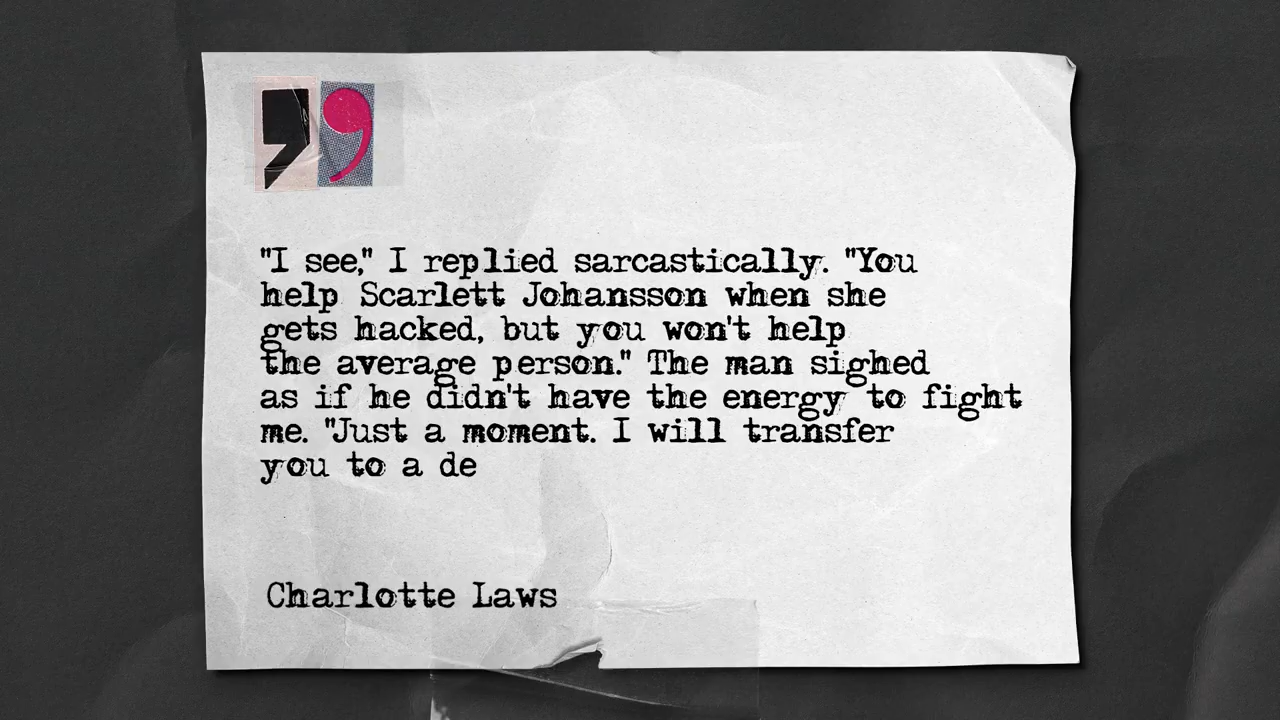 "I see," I replied sarcastically. "You
help Scarlett Johansson when she
gets hacked, but you won't help
the average person." The man sighed
as if he didn't have the energy to fight
me. "Just a moment. I will transfer
you to a de
Charlotte Laws